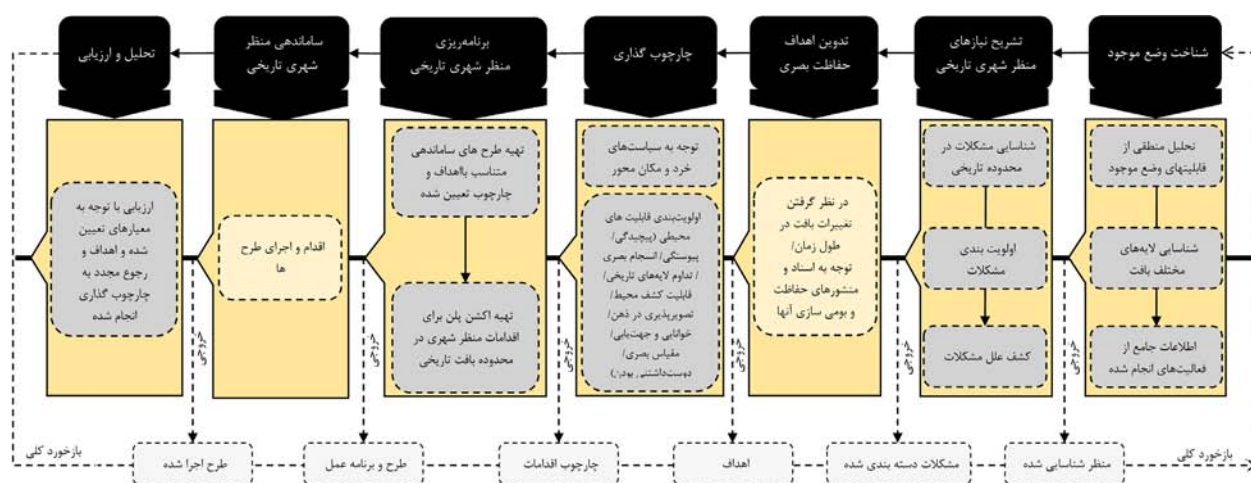 شناخت وضع موجود
تشریح نیازهای
منظر شهری تاریخی
تدوین اهداف
حفاظت بصری
چارچوب گذاری
برنامه‌ریزی
منظر شهری تاریخی
ساماندهی منظر
شهری تاریخی
تحلیل و ارزیابی
تحلیل منطقی از
قابلیتهای وضع موجود
شناسایی لایه‌های
مختلف بافت
اطلاعات جامع از
فعالیت‌های انجام شده
شناسایی مشکلات در
محدوده تاریخی
اولویت بندی
مشکلات
کشف علل مشکلات
در نظر گرفتن
تغییرات بافت در
طول زمان/
توجه به اسناد و
منشورهای حفاظت
و بومی سازی آنها
توجه به سیاست‌های
خرد و مکان محور
اولویت‌بندی قابلیت های
محیطی (پیچیدگی/
پیوستگی/ انسجام بصری
/ تداوم لایه‌های تاریخی/
قابلیت کشف محیط/
تصویرپذیری در ذهن/
خوانایی و جهت‌یابی/
مقیاس بصری/
دوست‌داشتنی بودن)
تهیه طرح های ساماندهی
متناسب بااهداف و
چارچوب تعیین شده
تهیه اکشن پلن برای
اقدامات منظر شهری در
محدوده بافت تاریخی
اقدام و اجرای طرح
ها
ارزیابی با توجه به
معیارهای تعیین
شده و اهداف و
رجوع مجدد به
چارچوب گذاری
انجام شده
خروجی
خروجی
خروجی
خروجی
خروجی
خروجی
بازخورد کلی
منظر شناسایی شده
مشکلات دسته بندی شده
اهداف
چارچوب اقدامات
طرح و برنامه عمل
طرح اجرا شده
بازخورد کلی